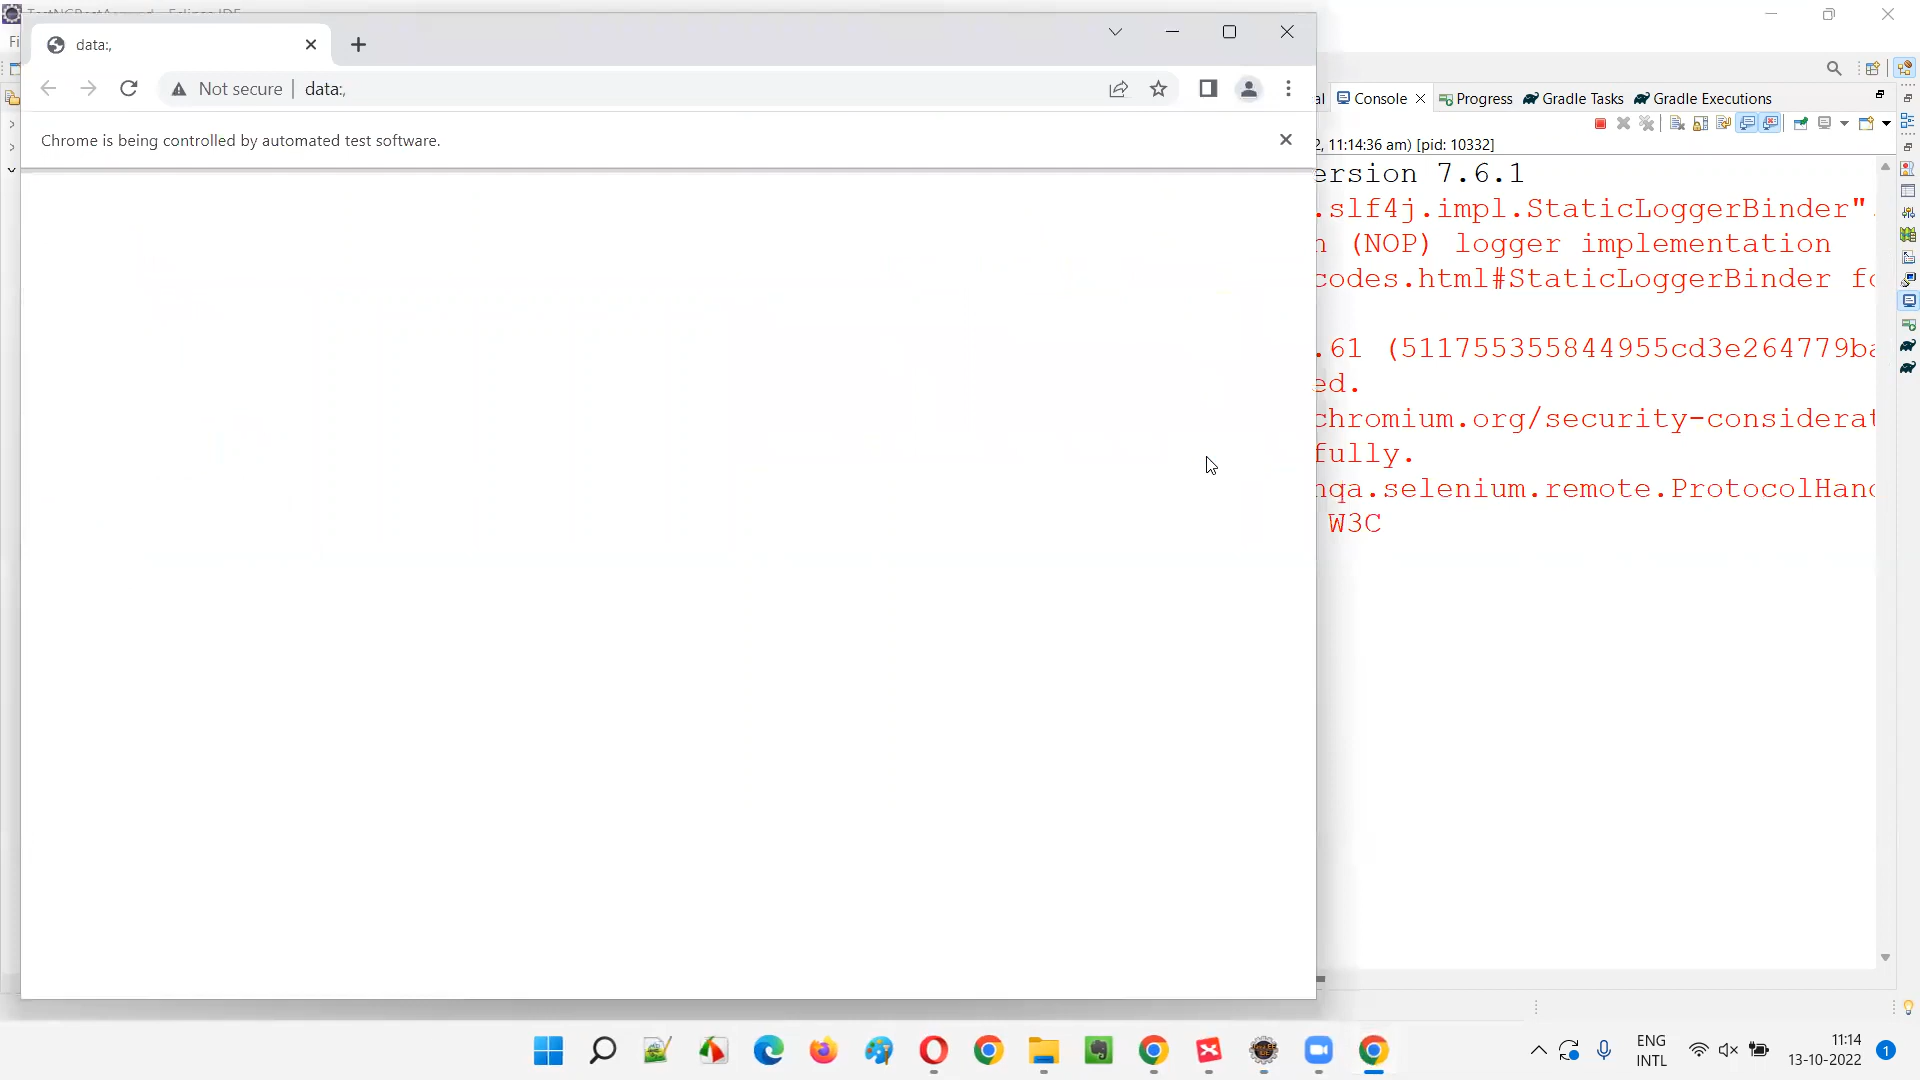 data:,
Not secure
data:,
Chrome is being controlled by automated test software.
Console
Progress
Gradle Tasks
Gradle Executions
11:14:36 am) [pid: 10332]
ersion 7.6.1
.slf4j.impl.StaticLoggerBinder".
(NOP) logger implementation
codes.html#StaticLoggerBinder
.61 (511755355844955cd3e264779ba
ed.
chromium.org/security-considerat
fully.
nqa.selenium.remote.ProtocolHand
W3C
ENG
INTL
11:14
13-10-2022
1